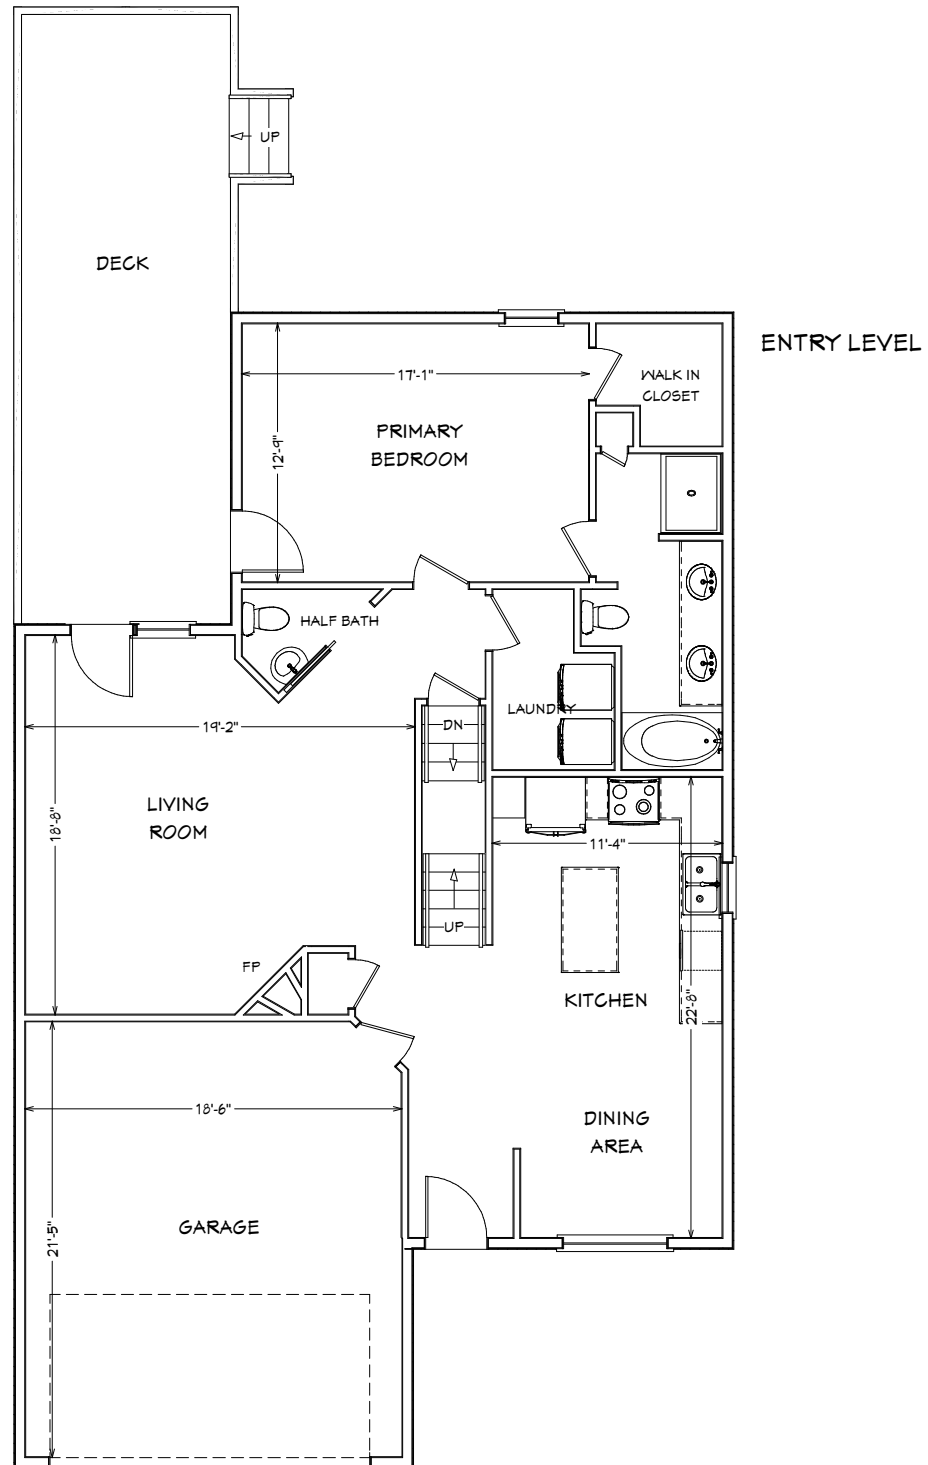 UP
DECK
ENTRY LEVEL
17'-1"
WALK IN
CLOSET
PRIMARY
BEDROOM
12'-9"
HALF BATH
LAUNDRY
19'-2"
DN
LIVING
ROOM
18'-8"
11'-4"
UP
FP
KITCHEN
22'-8"
18'-6"
DINING
AREA
GARAGE
21'-5"